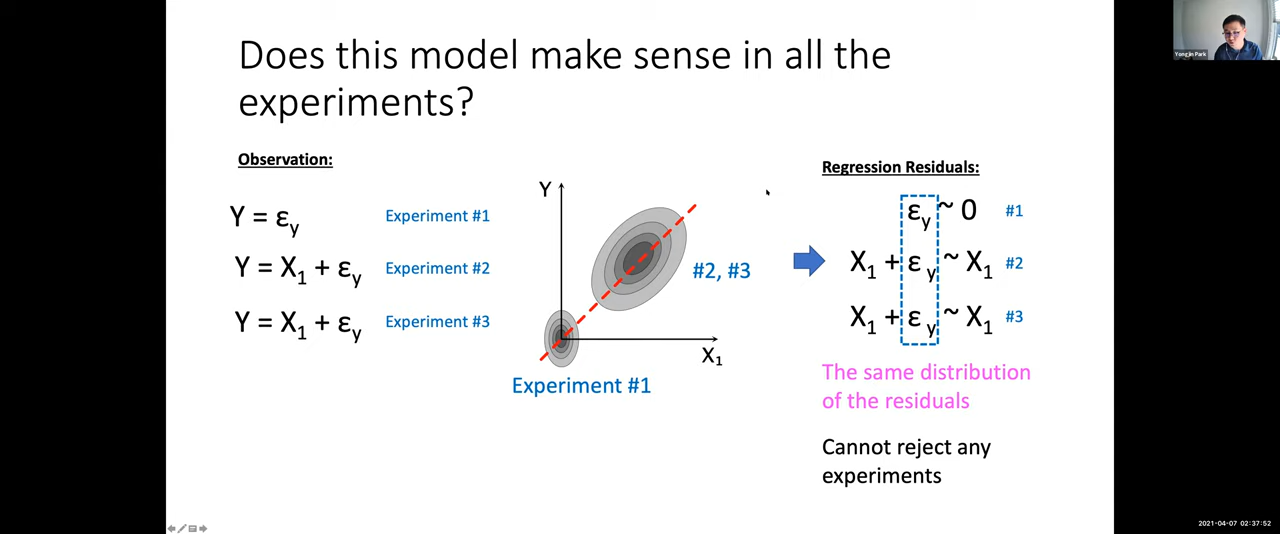 Does this model make sense in all the
experiments?
Observation:
Y = εy
Experiment #1
Y = X1 + εy
Experiment #2
Y = X1 + εy
Experiment #3
Y
#2, #3
X1
Experiment #1
Regression Residuals:
εy ~ 0 #1
X1 + εy ~ X1 #2
X1 + εy ~ X1 #3
The same distribution
of the residuals
Cannot reject any
experiments
Yongjin Park
2021-04-07 02:37:52